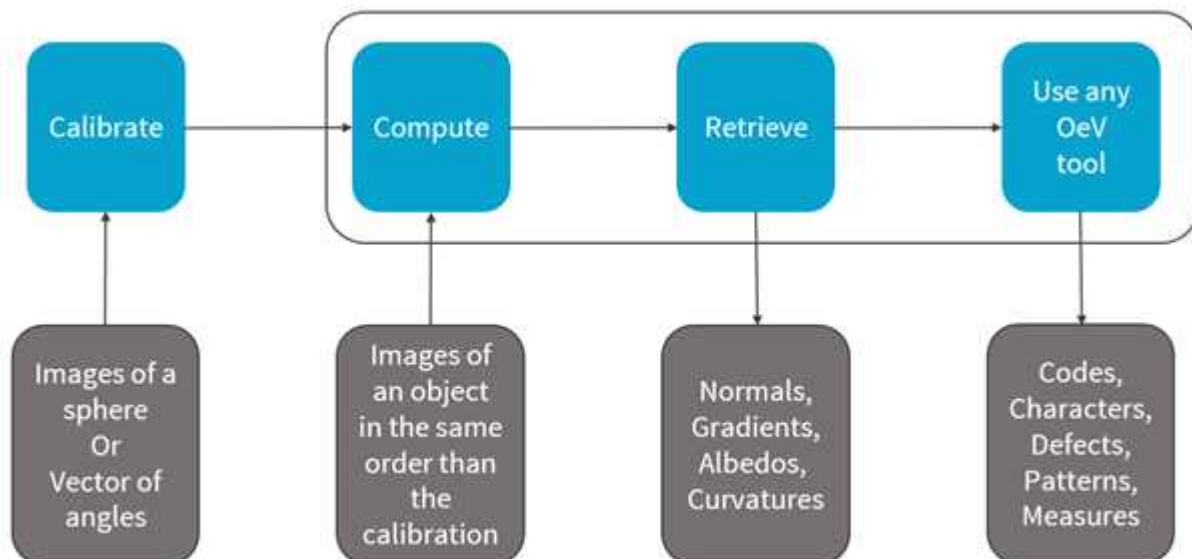 Calibrate
Compute
Retrieve
Use any
OeV
tool
Images of a
sphere
Or
Vector of
angles
Images of
an object
in the same
order than
the
calibration
Normals,
Gradients,
Albedos,
Curvatures
Codes,
Characters,
Defects,
Patterns,
Measures